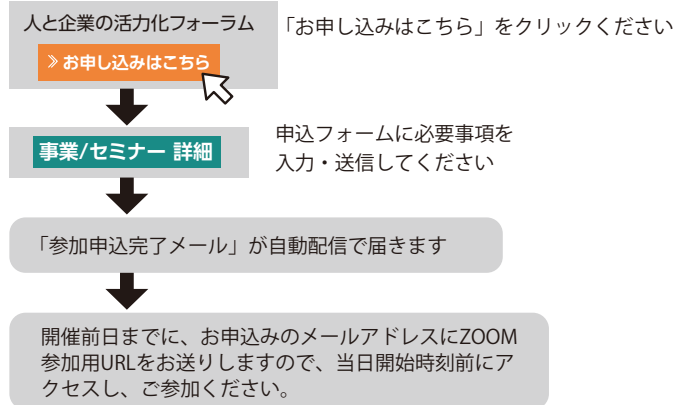 人と企業の活力化フォーラム
「お申し込みはこちら」をクリックください
》お申し込みはこちら
事業/セミナー 詳細
申込フォームに必要事項を
入力・送信してください
「参加申込完了メール」が自動配信で届きます
開催前日までに、お申込みのメールアドレスにZOOM
参加用URLをお送りしますので、当日開始時刻前にア
クセスし、ご参加ください。